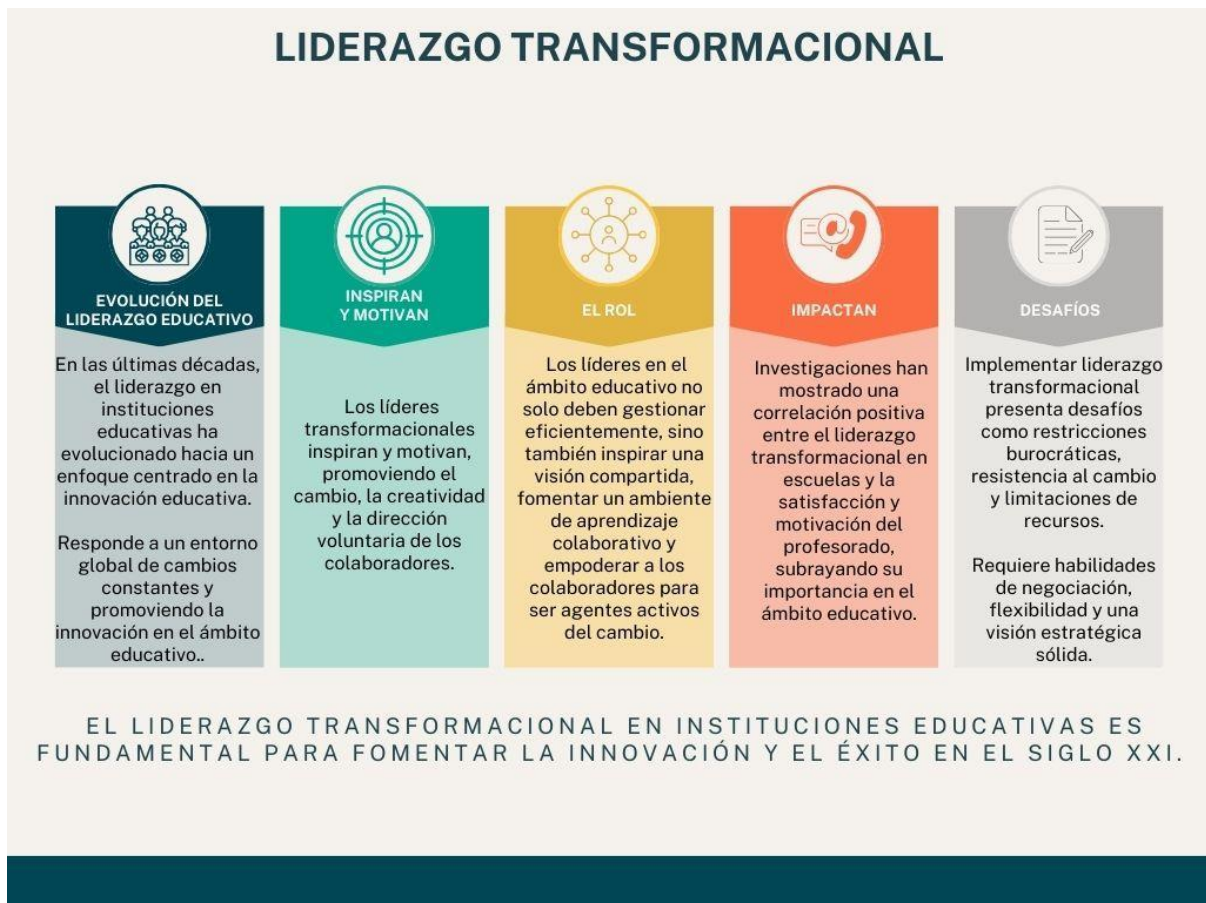 LIDERAZGO TRANSFORMACIONAL
EVOLUCIÓN DEL
LIDERAZGO EDUCATIVO
En las últimas décadas,
el liderazgo en
instituciones
educativas ha
evolucionado hacia un
enfoque centrado en la
innovación educativa.
Responde a un entorno
global de cambios
constantes y
promoviendo la
innovación en el ámbito
educativo..
INSPIRAN
Y MOTIVAN
Los líderes
transformacionales
inspiran y motivan,
promoviendo el
cambio, la creatividad
y la dirección
voluntaria de los
colaboradores.
EL ROL
Los líderes en el
ámbito educativo no
solo deben gestionar
eficientemente, sino
también inspirar una
visión compartida,
fomentar un ambiente
de aprendizaje
colaborativo y
empoderar a los
colaboradores para
ser agentes activos
del cambio.
IMPACTAN
Investigaciones han
mostrado una
correlación positiva
entre el liderazgo
transformacional en
escuelas y la
satisfacción y
motivación del
profesorado,
subrayando su
importancia en el
ámbito educativo.
DESAFÍOS
Implementar liderazgo
transformacional
presenta desafíos
como restricciones
burocráticas,
resistencia al cambio
y limitaciones de
recursos.
Requiere habilidades
de negociación,
flexibilidad y una
visión estratégica
sólida.
EL LIDERAZGO TRANSFORMACIONAL EN INSTITUCIONES EDUCATIVAS ES
FUNDAMENTAL PARA FOMENTAR LA INNOVACIÓN Y EL ÉXITO EN EL SIGLO XXI.